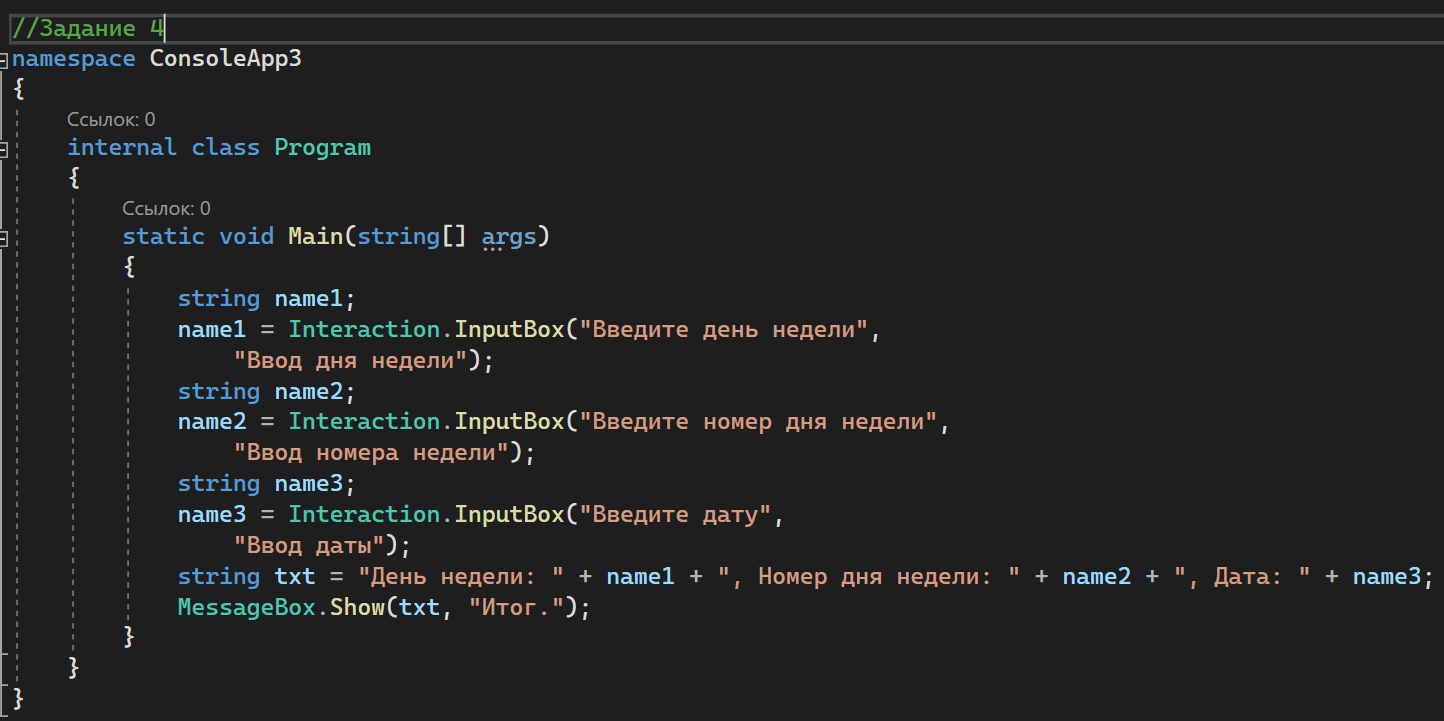 //Задание 4
namespace ConsoleApp3
{
Ссылок: 0
internal class Program
{
Ссылок: 0
static void Main(string[] args)
{
string name1;
name1 = Interaction.InputBox("Введите день недели",
"Ввод дня недели");
string name2;
name2 = Interaction.InputBox("Введите номер дня недели",
"Ввод номера недели");
string name3;
name3 = Interaction.InputBox("Введите дату",
"Ввод даты");
string txt = "День недели: " + name1 + ", Номер дня недели: " + name2 + ", Дата: " + name3;
MessageBox.Show(txt, "Итог.");
}
}
}